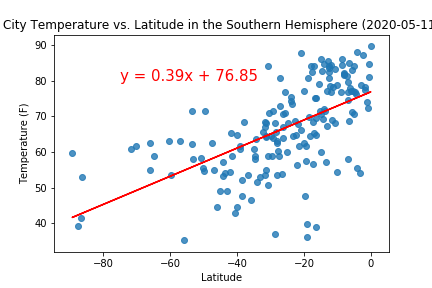 City Temperature vs. Latitude in the Southern Hemisphere (2020-05-11
90
80
70
60
50
40
Temperature (F)
y = 0.39x + 76.85
−80 −60 −40 −20 0
Latitude